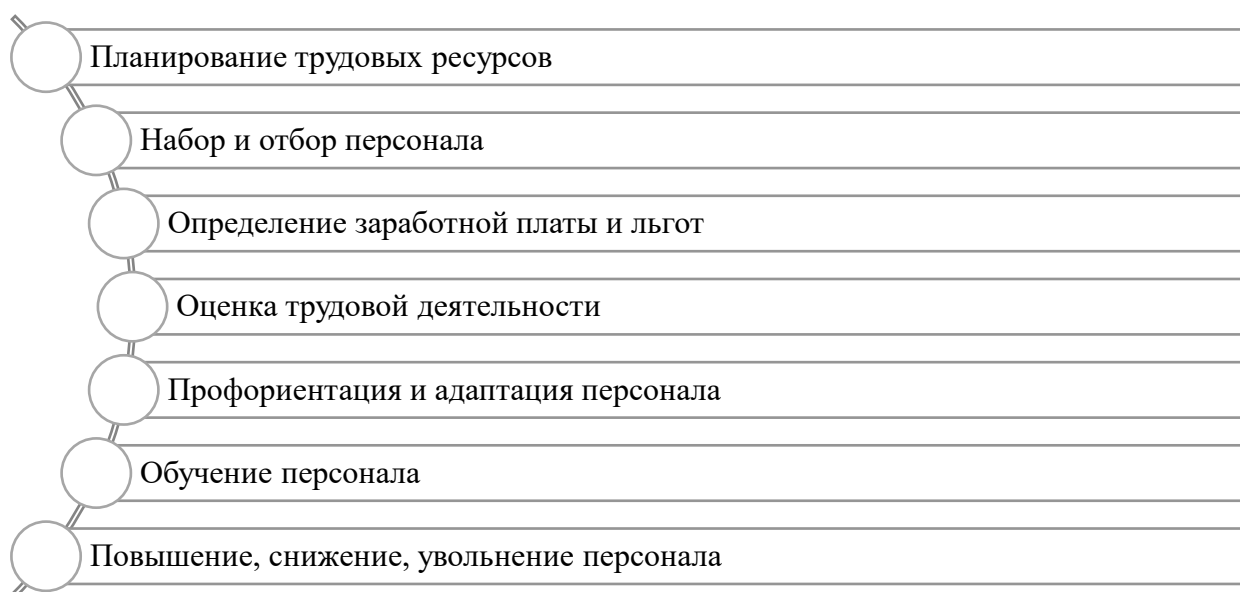 Планирование трудовых ресурсов
Набор и отбор персонала
Определение заработной платы и льгот
Оценка трудовой деятельности
Профориентация и адаптация персонала
Обучение персонала
Повышение, снижение, увольнение персонала